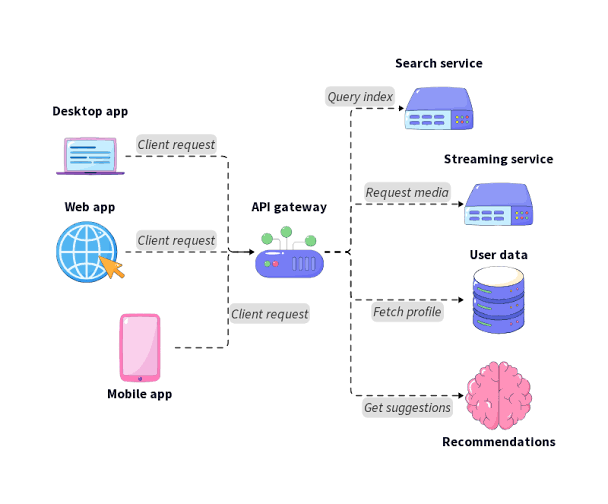 Search service
Query index
Desktop app
Client request
Streaming service
Request media
Web app
API gateway
Client request
User data
Client request
Fetch profile
Mobile app
Get suggestions
Recommendations